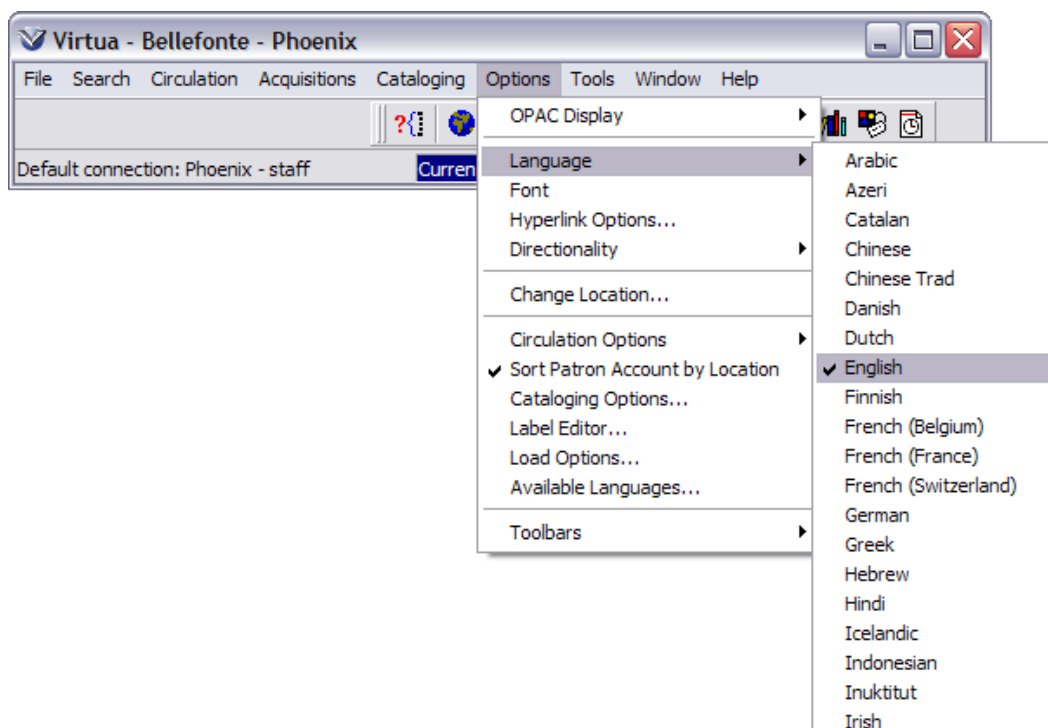 Virtua - Bellefonte - Phoenix
File Search Circulation Acquisitions Cataloging Options Tools Window Help
?{
Default connection: Phoenix - staff
Curren
OPAC Display
Language
Font
Hyperlink Options...
Directionality
Change Location...
Circulation Options
Sort Patron Account by Location
Cataloging Options...
Label Editor...
Load Options...
Available Languages...
Toolbars
Arabic
Azeri
Catalan
Chinese
Chinese Trad
Danish
Dutch
English
Finnish
French (Belgium)
French (France)
French (Switzerland)
German
Greek
Hebrew
Hindi
Icelandic
Indonesian
Inuktitut
Irish